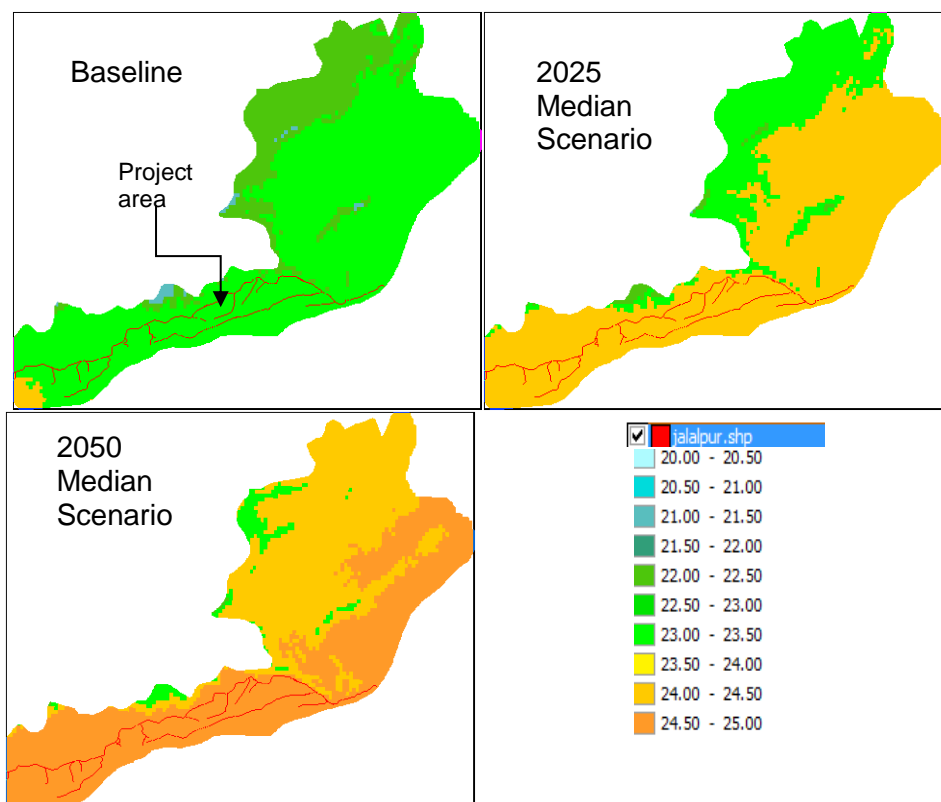 Baseline
Project
area
2025
Median
Scenario
2050
Median
Scenario
jalalpur.shp
20.00 - 20.50
20.50 - 21.00
21.00 - 21.50
21.50 - 22.00
22.00 - 22.50
22.50 - 23.00
23.00 - 23.50
23.50 - 24.00
24.00 - 24.50
24.50 - 25.00